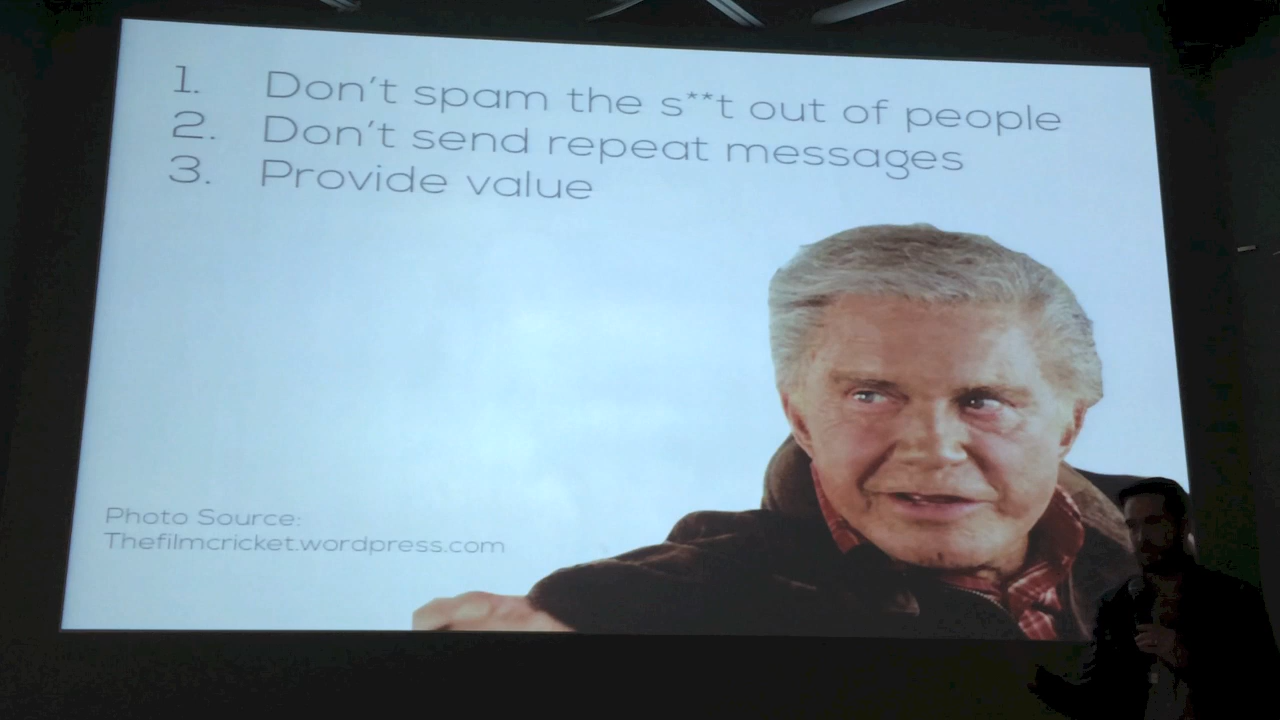 1. Don't spam the s**t out of people
2. Don't send repeat messages
3. Provide value
Photo Source:
Thefilmcricket.wordpress.com